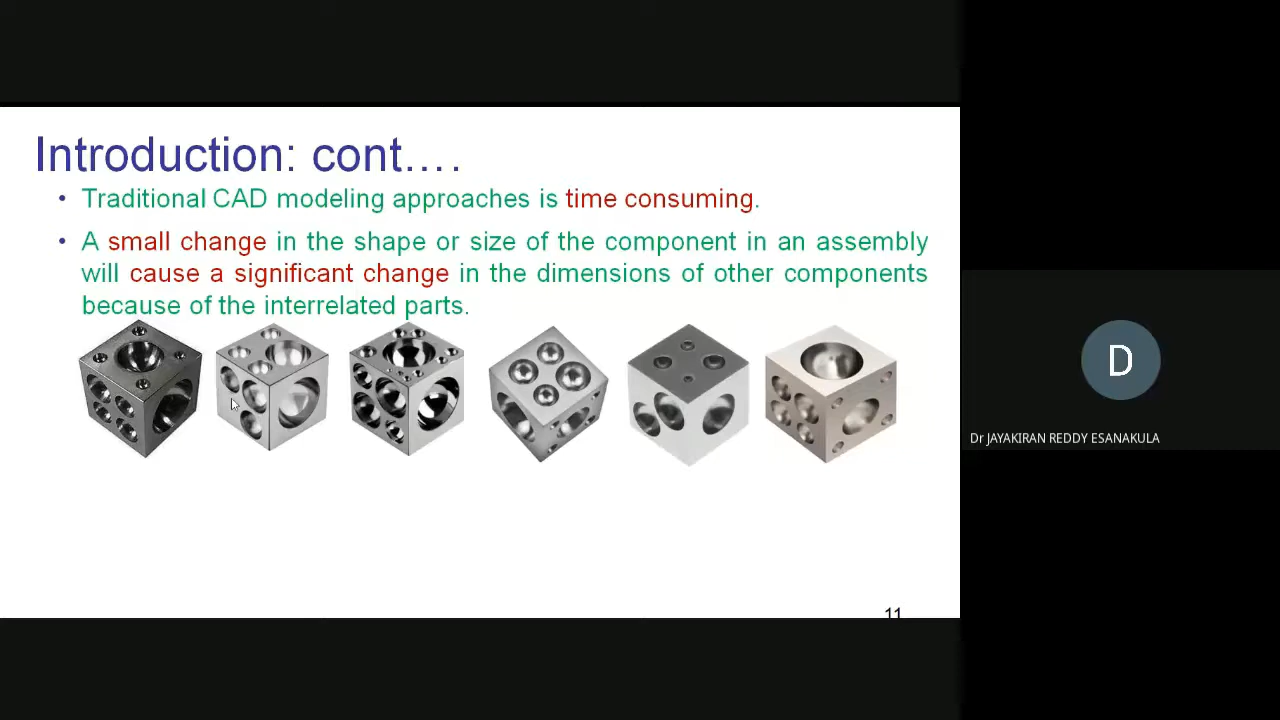 Introduction: cont....
• Traditional CAD modeling approaches is time consuming.
• A small change in the shape or size of the component in an assembly
will cause a significant change in the dimensions of other components
because of the interrelated parts.
D
Dr JAYAKIRAN REDDY ESANAKULA
11